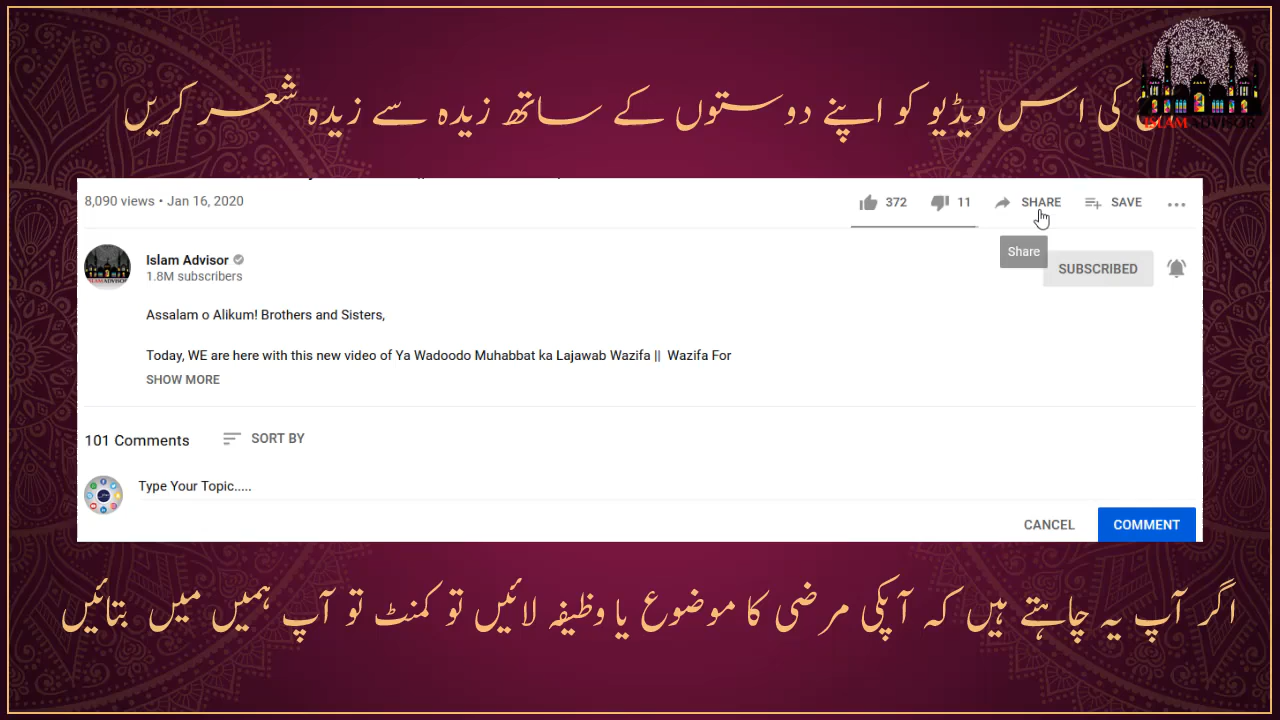 کی اس ویڈیو کو اپنے دوستوں کے ساتھ زیدہ سے زیدہ شعر کریں
ISLAM ADVISOR
8,090 views • Jan 16, 2020
372 11 SHARE SAVE
Share
Islam Advisor
1.8M subscribers
SUBSCRIBED
Assalam o Alikum! Brothers and Sisters,
Today, WE are here with this new video of Ya Wadoodo Muhabbat ka Lajawab Wazifa || Wazifa For
SHOW MORE
101 Comments SORT BY
Type Your Topic.....
CANCEL COMMENT
اگر آپ یہ چاہتے ہیں کہ آپکی مرضی کا موضوع یا وظیفہ لائیں تو کمنٹ تو آپ ہمیں میں بتائیں